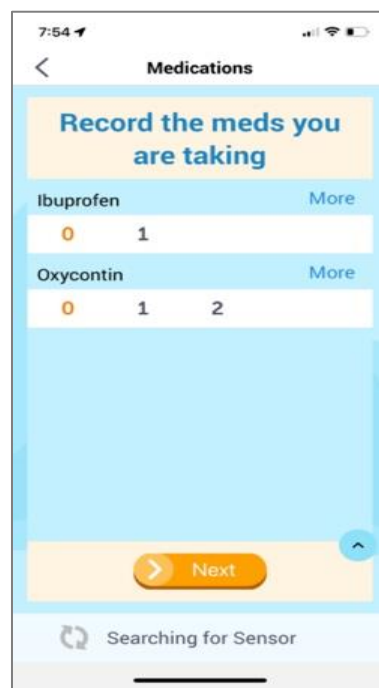 7:54
Medications
Record the meds you
are taking
Ibuprofen More
0 1
Oxycontin More
0 1 2
Next
Searching for Sensor